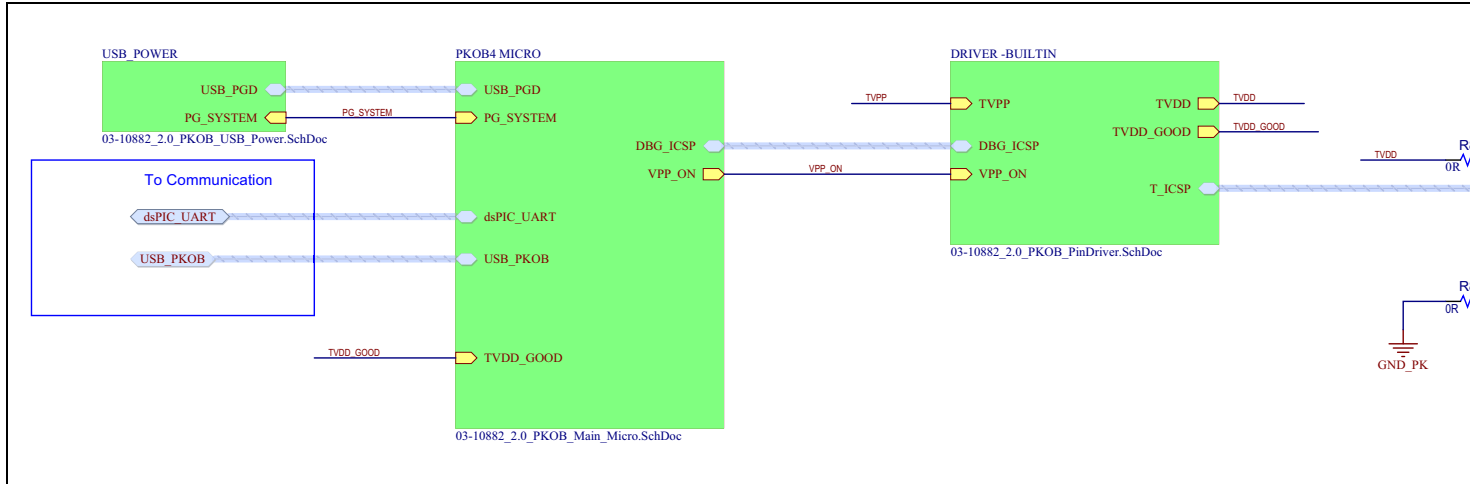 USB_POWER
USB_PGD
PG_SYSTEM
03-10882_2.0_PKOB_USB_Power.SchDoc
PG_SYSTEM
To Communication
dsPIC_UART
USB_PKOB
TVDD_GOOD
PKOB4 MICRO
USB_PGD
PG_SYSTEM
DBG_ICSP
VPP_ON
dsPIC_UART
USB_PKOB
TVDD_GOOD
03-10882_2.0_PKOB_Main_Micro.SchDoc
VPP_ON
TVPP
DRIVER -BUILTIN
TVPP
TVDD
TVDD_GOOD
DBG_ICSP
VPP_ON
T_ICSP
03-10882_2.0_PKOB_PinDriver.SchDoc
TVDD
TVDD_GOOD
TVDD
0R
0R
GND_PK